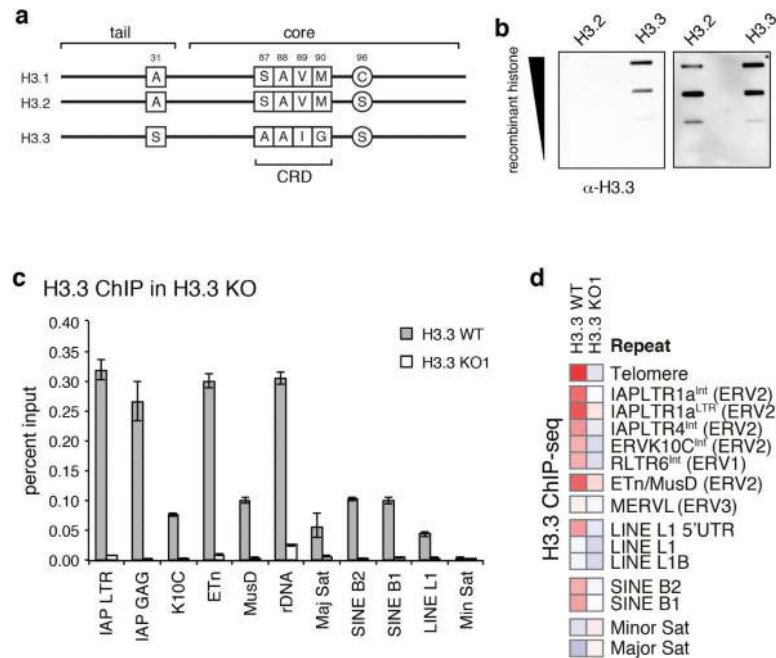 a
tail
core
31
87 88 89 90
96
H3.1
A
S A V M
C
H3.2
A
S A V M
S
H3.3
S
A A I G
S
CRD
b
H3.2
H3.3
H3.2
H3.3
recombinant histone
α-H3.3
c
H3.3 ChIP in H3.3 KO
H3.3 WT
H3.3 KO1
percent input
0.40
0.35
0.30
0.25
0.20
0.15
0.10
0.05
0.00
IAP LTR
IAP GAG
K10C
ETn
MusD
rDNA
Maj Sat
SINE B2
SINE B1
LINE L1
Min Sat
d
H3.3 WT
H3.3 KO1
Repeat
H3.3 ChIP-seq
Telomere
IAPLTR1a^Int (ERV2)
IAPLTR1a^LTR (ERV2
IAPLTR4^Int (ERV2)
ERVK10C^Int (ERV2)
RLTR6^Int (ERV1)
ETn/MusD (ERV2)
MERVL (ERV3)
LINE L1 5'UTR
LINE L1
LINE L1B
SINE B2
SINE B1
Minor Sat
Major Sat